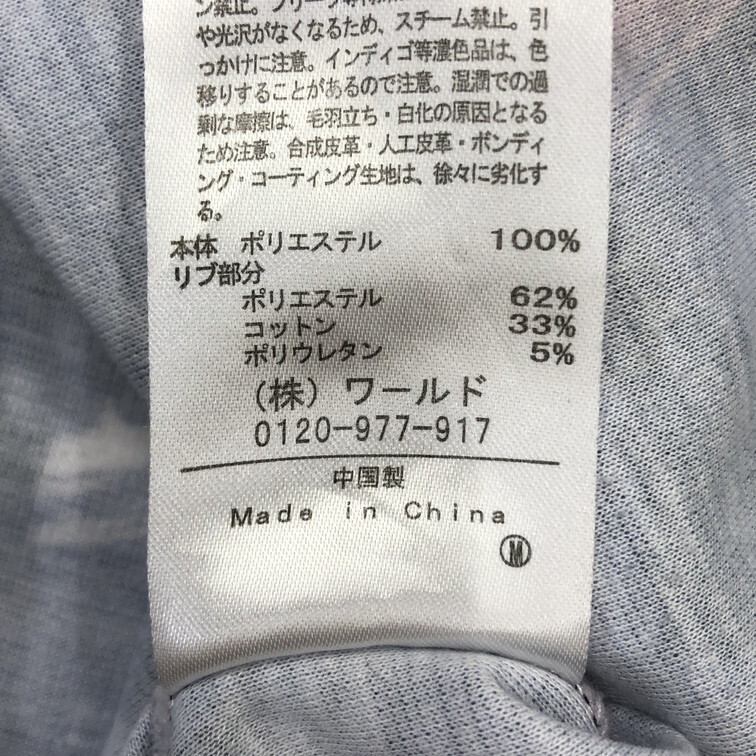 ン禁止。プリーツ
や光沢がなくなるため、スチーム禁止。引
っかけに注意。インディゴ等濃色品は、色
移りすることがあるので注意。湿潤での過
剰な摩擦は、毛羽立ち・白化の原因となる
ため注意。合成皮革・人工皮革・ボンディ
ング・コーティング生地は、徐々に劣化す
る。
本体 ポリエステル 100%
リブ部分
ポリエステル 62%
コットン 33%
ポリウレタン 5%
(株) ワールド
0120-977-917
中国製
Made in China
Ⓜ